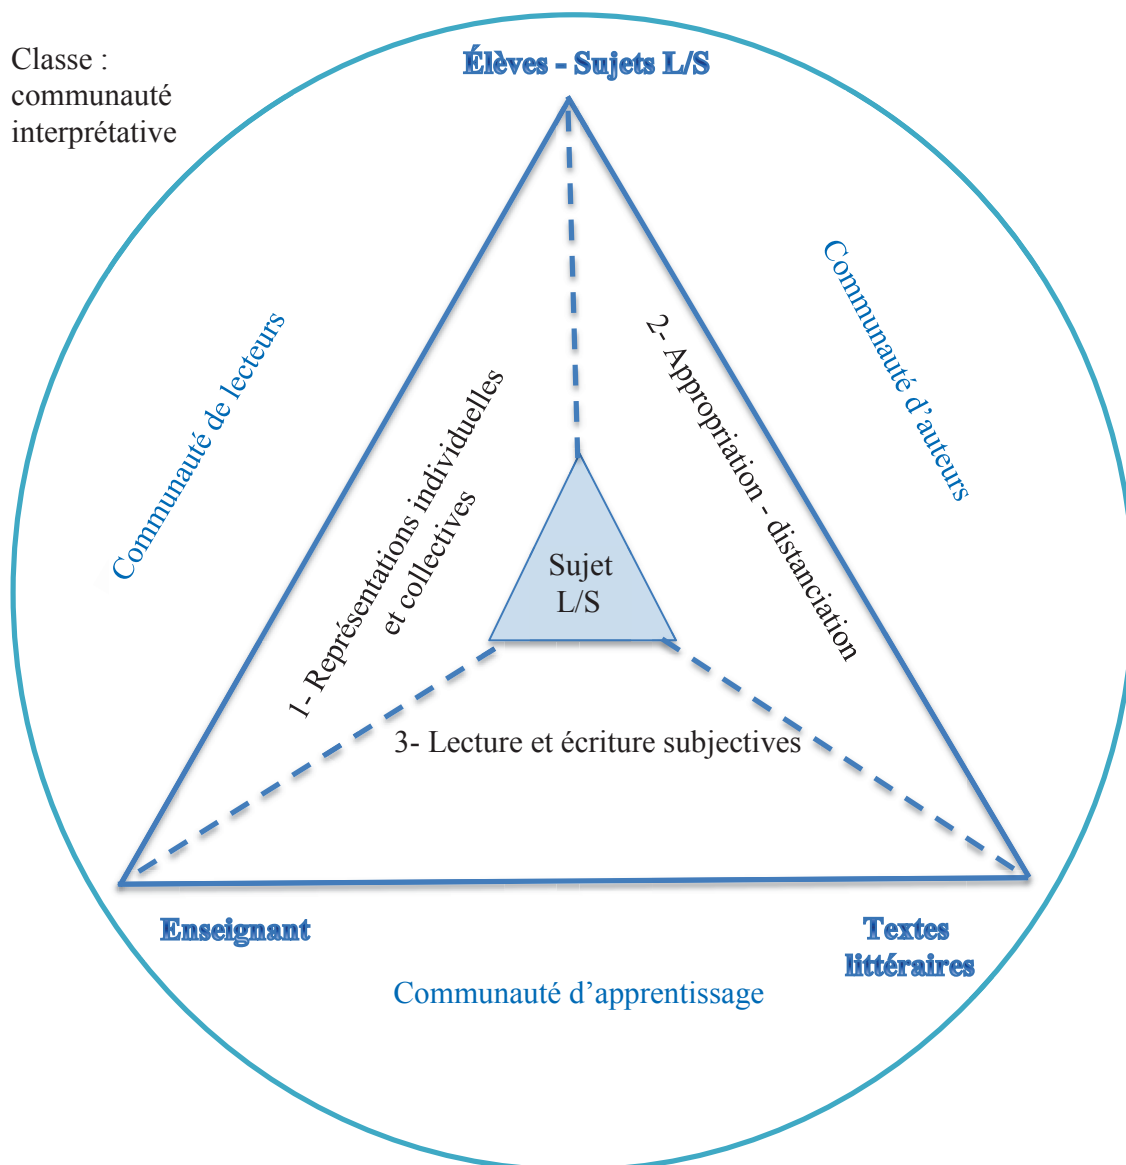 Classe :
communauté
interprétative
Élèves - Sujets L/S
Communauté de lecteurs
Communauté d'auteurs
1- Représentations individuelles
et collectives
2- Appropriation - distanciation
Sujet
L/S
3- Lecture et écriture subjectives
Enseignant
Textes
littéraires
Communauté d'apprentissage